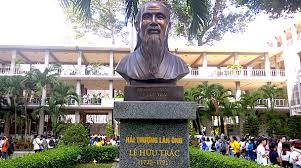 HẢI THƯỢNG LÃN ÔNG
LÊ HỮU TRÁC
(1720 - 1791)